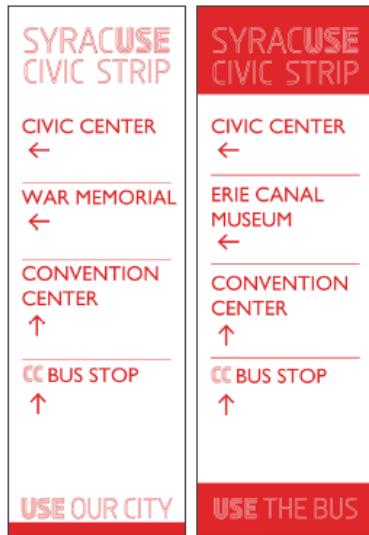 SYRACUSE
CIVIC STRIP
CIVIC CENTER
←
WAR MEMORIAL
←
CONVENTION
CENTER
↑
CC BUS STOP
↑
USE OUR CITY
SYRACUSE
CIVIC STRIP
CIVIC CENTER
←
ERIE CANAL
MUSEUM
←
CONVENTION
CENTER
↑
CC BUS STOP
↑
USE THE BUS